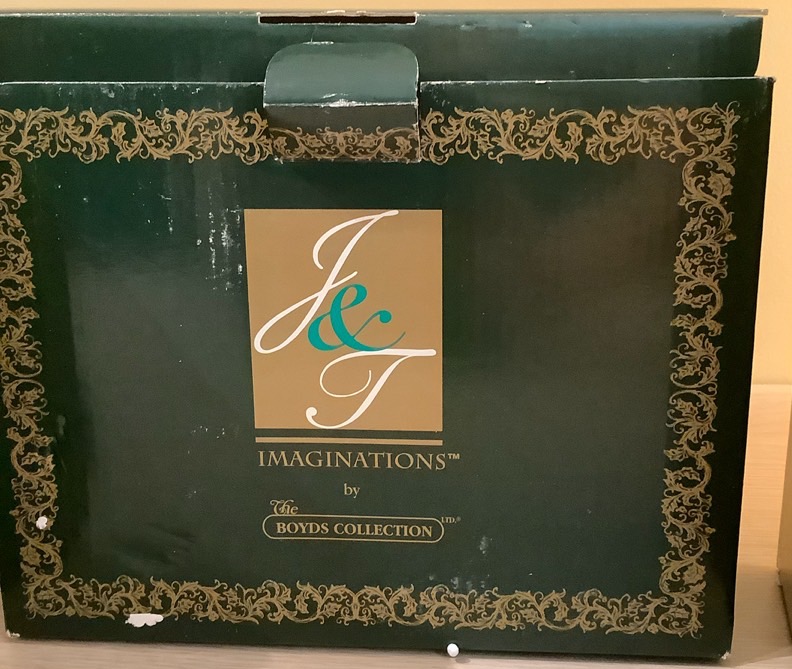 J
&
T
IMAGINATIONS™
by
The
BOYDS COLLECTION LTD.®